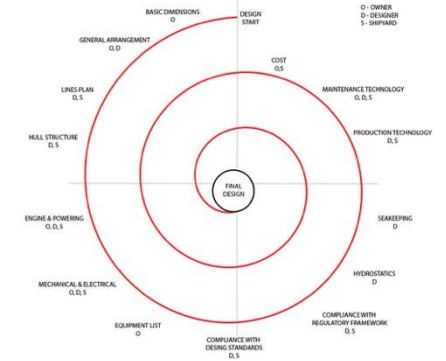 BASIC DIMENSIONS
O
DESIGN
START
O - OWNER
D - DESIGNER
S - SHIPYARD
GENERAL ARRANGEMENT
O, D
COST
O,S
LINES PLAN
D, S
MAINTENANCE TECHNOLOGY
O, D, S
HULL STRUCTURE
D, S
PRODUCTION TECHNOLOGY
D, S
FINAL
DESIGN
ENGINE & POWERING
O, D, S
SEAKEEPING
D
MECHANICAL & ELECTRICAL
O, D, S
HYDROSTATICS
D
EQUIPMENT LIST
O
COMPLIANCE WITH
REGULATORY FRAMEWORK
D, S
COMPLIANCE WITH
DESING STANDARDS
D, S